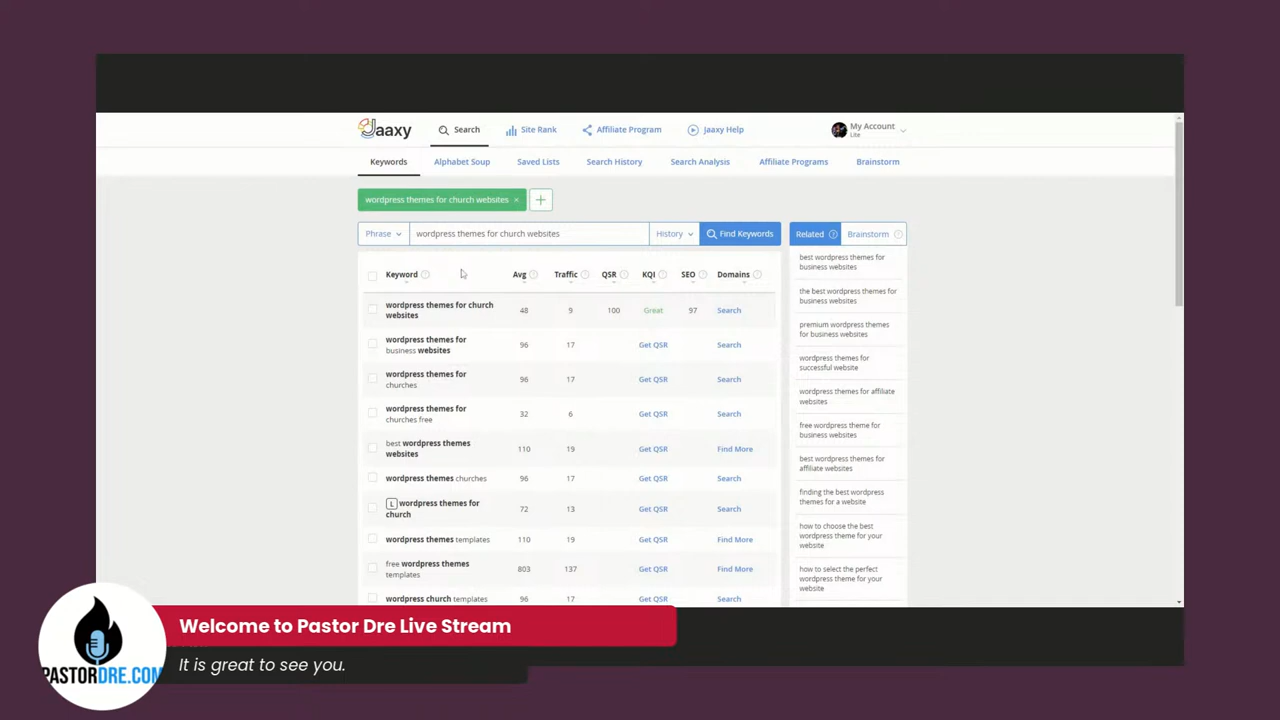 Jaaxy
Search
Site Rank
Affiliate Program
Jaaxy Help
My Account
Lite
Keywords
Alphabet Soup
Saved Lists
Search History
Search Analysis
Affiliate Programs
Brainstorm
wordpress themes for church websites ×
Phrase
wordpress themes for church websites
History
Find Keywords
Related
Brainstorm
Keyword Avg Traffic QSR KQI SEO Domains
wordpress themes for church
websites
48 9 100 Great 97 Search
wordpress themes for
business websites
96 17 Get QSR Search
wordpress themes for
churches
96 17 Get QSR Search
wordpress themes for
churches free
32 6 Get QSR Search
best wordpress themes
websites
110 19 Get QSR Find More
wordpress themes churches 96 17 Get QSR Search
L wordpress themes for
church
72 13 Get QSR Search
wordpress themes templates 110 19 Get QSR Find More
free wordpress themes
templates
803 137 Get QSR Find More
wordpress church templates 96 17 Get QSR Search
best wordpress themes for
business websites
the best wordpress themes for
business websites
premium wordpress themes
for business websites
wordpress themes for
successful website
wordpress themes for affiliate
websites
free wordpress theme for
business websites
best wordpress themes for
affiliate websites
finding the best wordpress
themes for a website
how to choose the best
wordpress theme for your
website
how to select the perfect
wordpress theme for your
website
Welcome to Pastor Dre Live Stream
It is great to see you.
PASTORDRE.COM